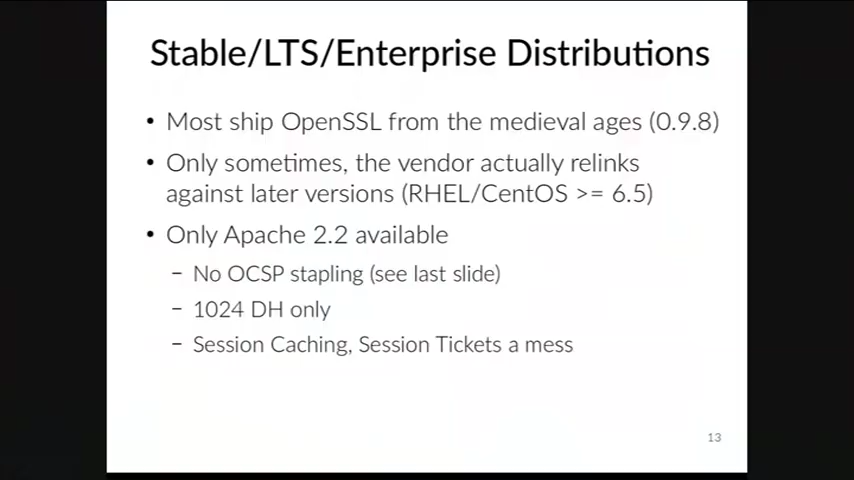 Stable/LTS/Enterprise Distributions
• Most ship OpenSSL from the medieval ages (0.9.8)
• Only sometimes, the vendor actually relinks
against later versions (RHEL/CentOS >= 6.5)
• Only Apache 2.2 available
– No OCSP stapling (see last slide)
– 1024 DH only
– Session Caching, Session Tickets a mess
13